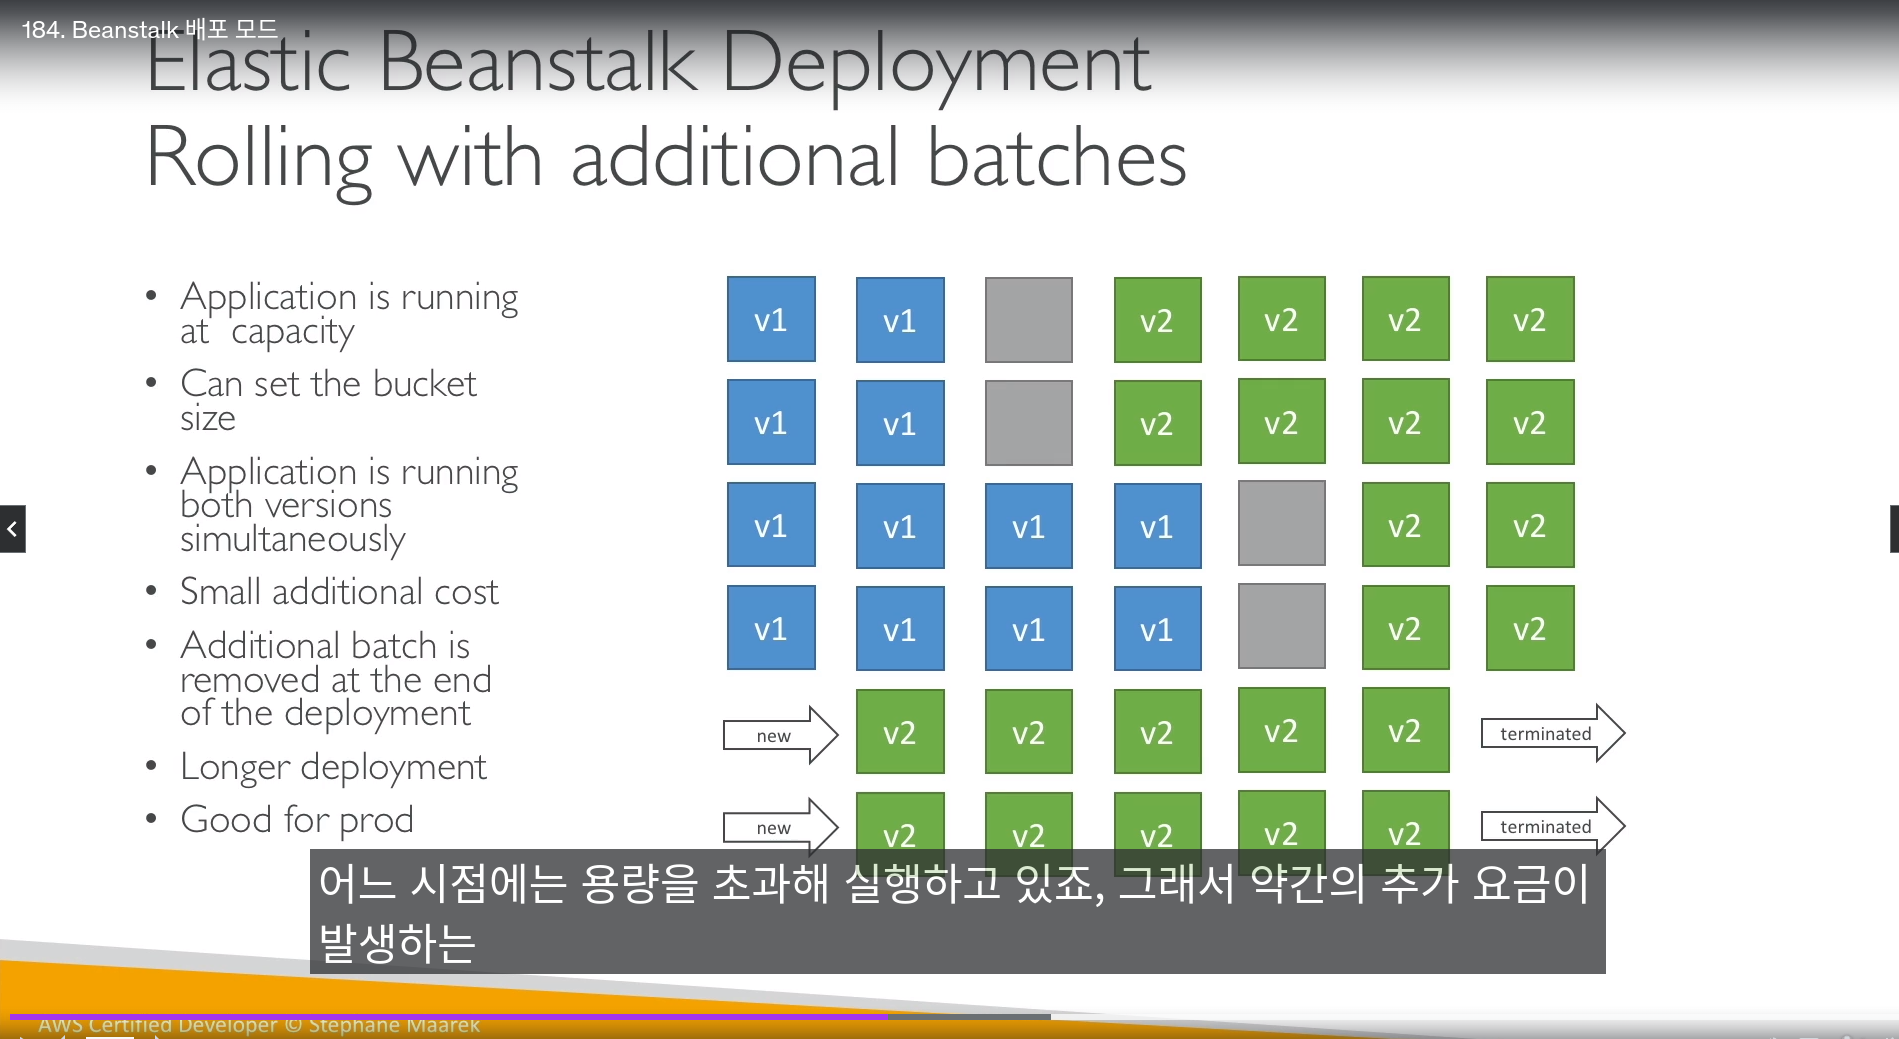 184. Beanstalk 배포 모드
Elastic Beanstalk Deployment
Rolling with additional batches
• Application is running
at capacity
• Can set the bucket
size
• Application is running
both versions
simultaneously
• Small additional cost
• Additional batch is
removed at the end
of the deployment
• Longer deployment
• Good for prod
v1 v1 v2 v2 v2 v2
v1 v1 v2 v2 v2 v2
v1 v1 v1 v1 v2 v2
v1 v1 v1 v1 v2 v2
new v2 v2 v2 v2 v2 terminated
new v2 v2 v2 v2 v2 terminated
어느 시점에는 용량을 초과해 실행하고 있죠, 그래서 약간의 추가 요금이
발생하는
AWS Certified Developer © Stephane Maarek